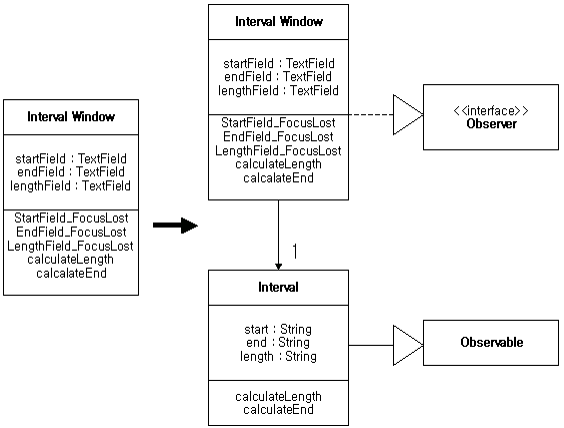 Interval Window
startField : TextField
endField : TextField
lengthField : TextField
StartField_FocusLost
EndField_FocusLost
LengthField_FocusLost
calculateLength
calcalateEnd
Interval Window
startField : TextField
endField : TextField
lengthField : TextField
StartField_FocusLost
EndField_FocusLost
LengthField_FocusLost
calculateLength
calcalateEnd
<<interface>>
Observer
1
Interval
start : String
end : String
length : String
calculateLength
calculateEnd
Observable